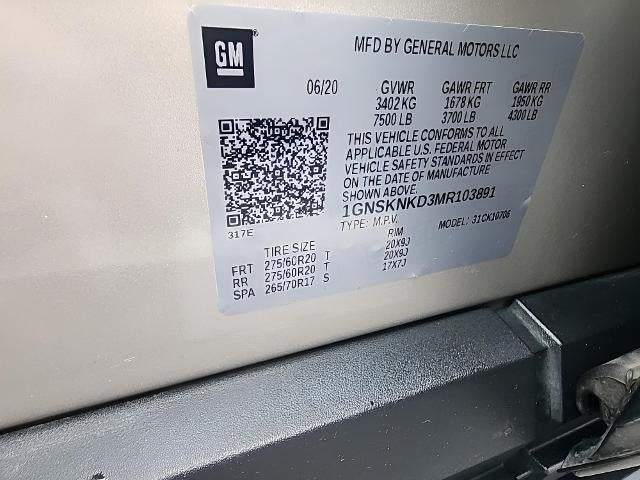 GM
MFD BY GENERAL MOTORS LLC
06/20 GVWR GAWR FRT GAWR RR
3402 KG 1678 KG 1950 KG
7500 LB 3700 LB 4300 LB
THIS VEHICLE CONFORMS TO ALL
APPLICABLE U.S. FEDERAL MOTOR
VEHICLE SAFETY STANDARDS IN EFFECT
ON THE DATE OF MANUFACTURE
SHOWN ABOVE.
1GNSKNKD3MR103891
317E
TYPE: M.P.V. MODEL: 31CK10706
TIRE SIZE RIM
FRT 275/60R20 T 20X9J
RR 275/60R20 T 20X9J
SPA 265/70R17 S 17X7J